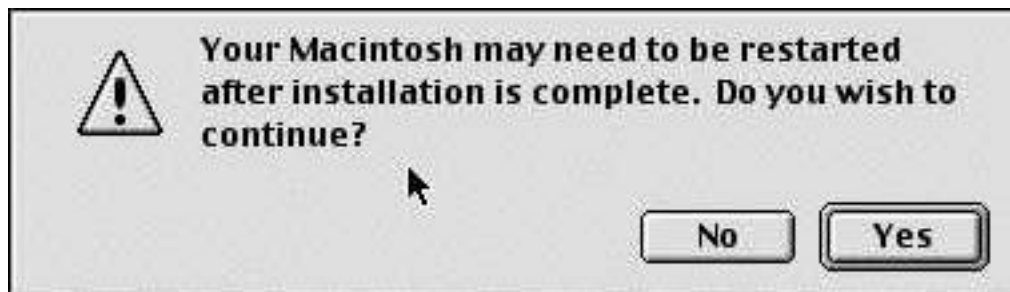 Your Macintosh may need to be restarted
after installation is complete. Do you wish to
continue?
No Yes